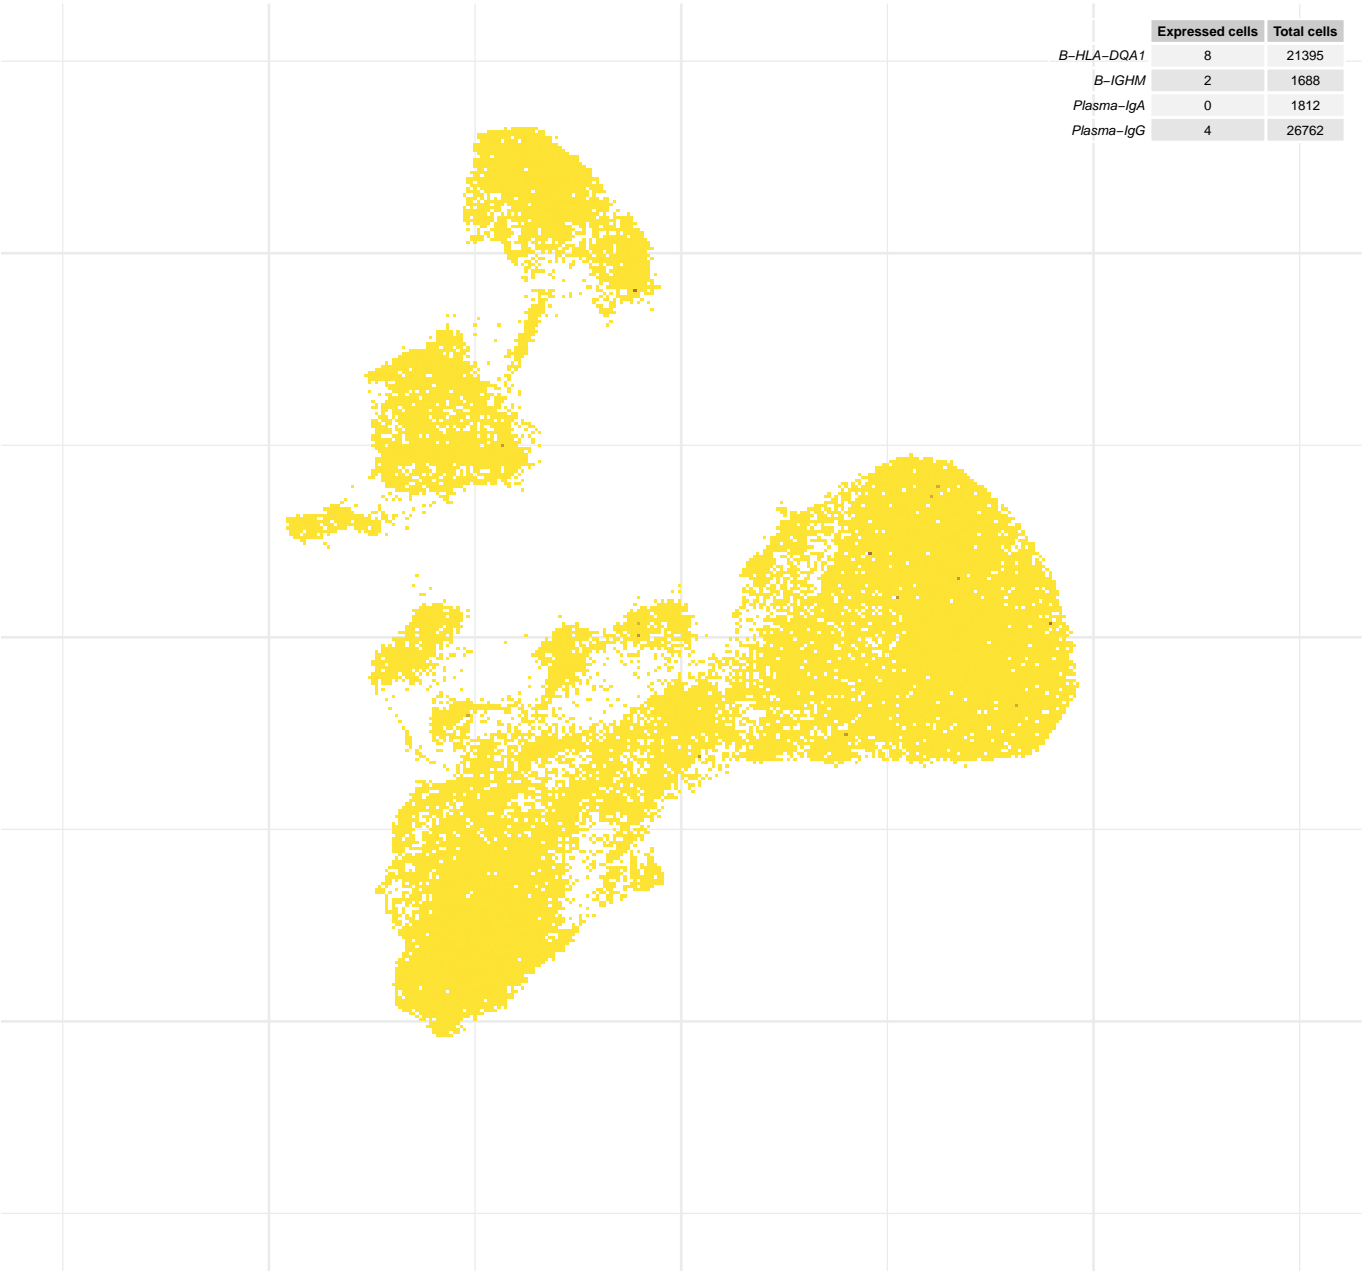 Expressed cells Total cells
B−HLA−DQA1 8 21395
B−IGHM 2 1688
Plasma−IgA 0 1812
Plasma−IgG 4 26762